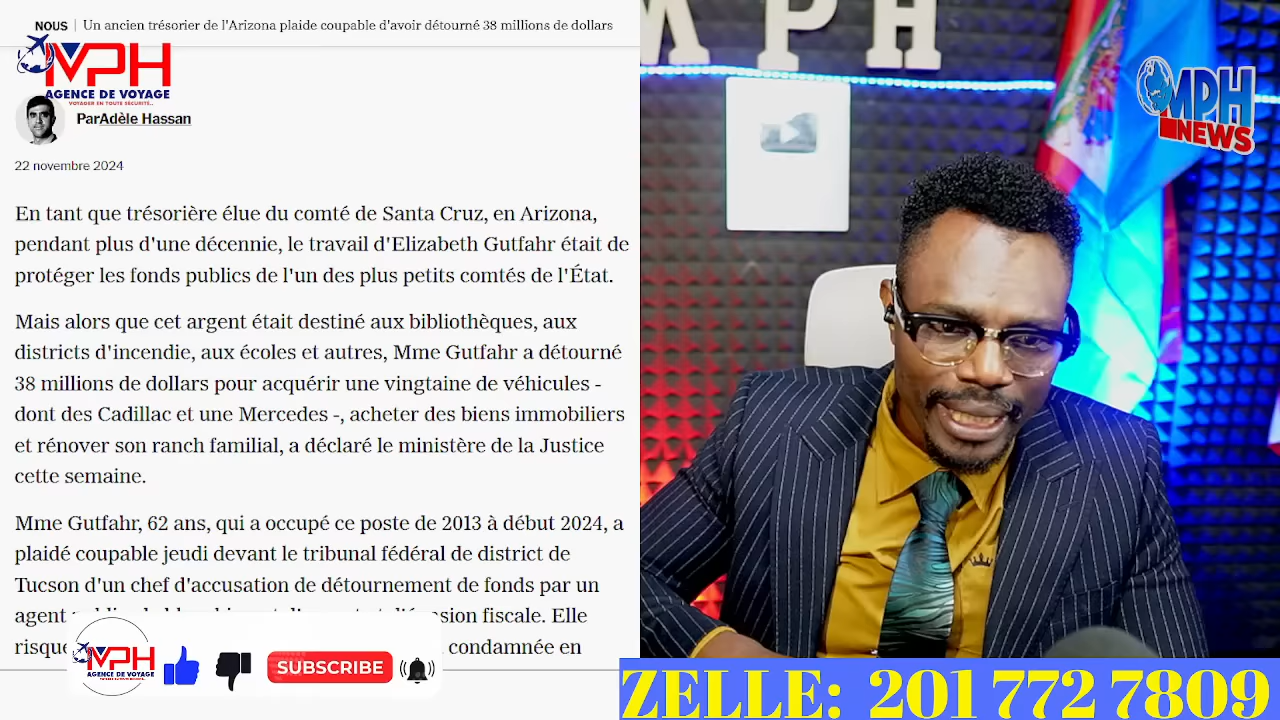 NOUS | Un ancien trésorier de l'Arizona plaide coupable d'avoir détourné 38 millions de dollars
MPH
AGENCE DE VOYAGE
VOYAGER EN TOUTE SÉCURITÉ..
ParAdèle Hassan
22 novembre 2024
En tant que trésorière élue du comté de Santa Cruz, en Arizona,
pendant plus d'une décennie, le travail d'Elizabeth Gutfahr était de
protéger les fonds publics de l'un des plus petits comtés de l'État.
Mais alors que cet argent était destiné aux bibliothèques, aux
districts d'incendie, aux écoles et autres, Mme Gutfahr a détourné
38 millions de dollars pour acquérir une vingtaine de véhicules -
dont des Cadillac et une Mercedes -, acheter des biens immobiliers
et rénover son ranch familial, a déclaré le ministère de la Justice
cette semaine.
Mme Gutfahr, 62 ans, qui a occupé ce poste de 2013 à début 2024, a
plaidé coupable jeudi devant le tribunal fédéral de district de
Tucson d'un chef d'accusation de détournement de fonds par un
agent fiscale. Elle
risque condamnée en
MPH
AGENCE DE VOYAGE
SUBSCRIBE
MPH
MPH
NEWS
ZELLE: 201 772 7809